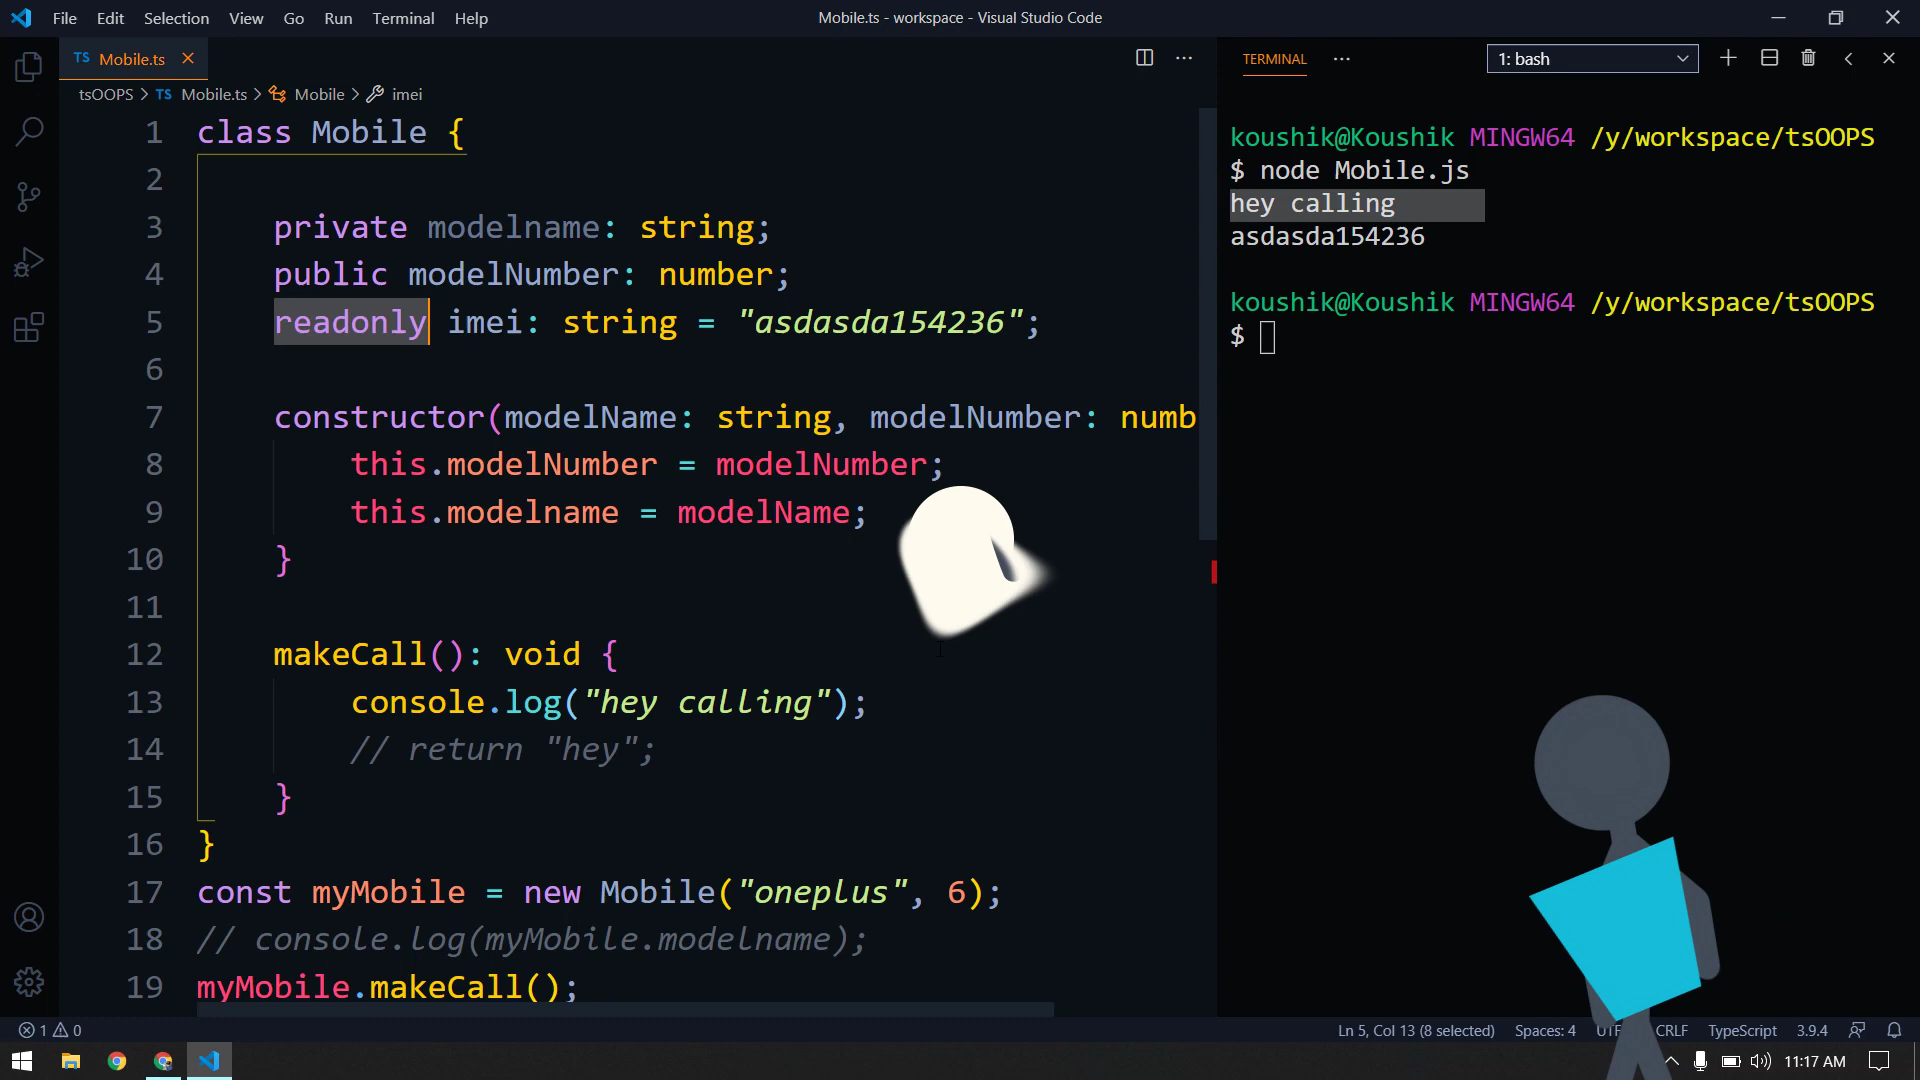 File Edit Selection View Go Run Terminal Help
Mobile.ts - workspace - Visual Studio Code
TS Mobile.ts
tsOOPS > TS Mobile.ts > Mobile > imei
1 class Mobile {
2
3 private modelname: string;
4 public modelNumber: number;
5 readonly imei: string = "asdasda154236";
6
7 constructor(modelName: string, modelNumber: numb
8 this.modelNumber = modelNumber;
9 this.modelname = modelName;
10 }
11
12 makeCall(): void {
13 console.log("hey calling");
14 // return "hey";
15 }
16 }
17 const myMobile = new Mobile("oneplus", 6);
18 // console.log(myMobile.modelname);
19 myMobile.makeCall();
TERMINAL
1: bash
koushik@Koushik MINGW64 /y/workspace/tsOOPS
$ node Mobile.js
hey calling
asdasda154236
koushik@Koushik MINGW64 /y/workspace/tsOOPS
$
1 0
Ln 5, Col 13 (8 selected) Spaces: 4 CRLF TypeScript 3.9.4
11:17 AM